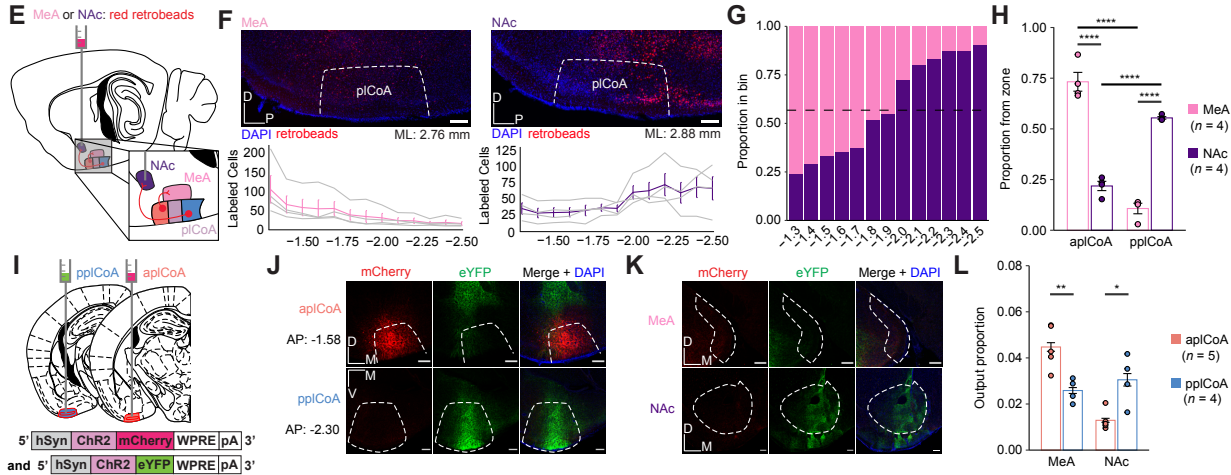 E
MeA or NAc: red retrobeads
NAc
MeA
plCoA
F
MeA
NAc
plCoA
plCoA
D
P
D
P
DAPI retrobeads
ML: 2.76 mm
DAPI retrobeads
ML: 2.88 mm
Labeled Cells
200
150
100
50
0
−1.50
−1.75
−2.00
−2.25
−2.50
Labeled Cells
125
100
75
50
25
0
−1.50
−1.75
−2.00
−2.25
−2.50
G
Proportion in bin
1.00
0.75
0.50
0.25
0.00
−1.3
−1.4
−1.5
−1.6
−1.7
−1.8
−1.9
−2.0
−2.1
−2.2
−2.3
−2.4
−2.5
H
Proportion from zone
1.00
0.75
0.50
0.25
0.00
****
****
****
****
aplCoA
pplCoA
MeA
(n = 4)
NAc
(n = 4)
I
pplCoA
aplCoA
5' hSyn ChR2 mCherry WPRE pA 3'
and 5' hSyn ChR2 eYFP WPRE pA 3'
J
mCherry
eYFP
Merge + DAPI
aplCoA
AP: -1.58
D
M
M
V
pplCoA
AP: -2.30
K
mCherry
eYFP
Merge + DAPI
MeA
D
M
NAc
D
M
L
Output proportion
0.08
0.06
0.04
0.02
0.00
**
*
MeA
NAc
aplCoA
(n = 5)
pplCoA
(n = 4)